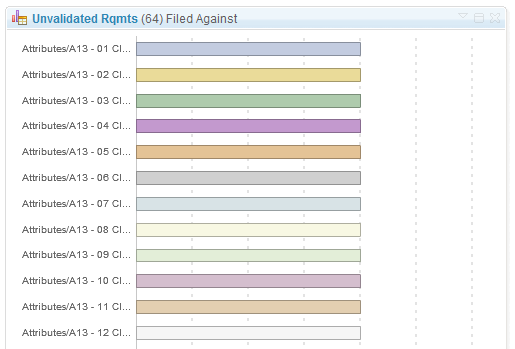 Unvalidated Rqmts (64) Filed Against
Attributes/A13 - 01 Cl...
Attributes/A13 - 02 Cl...
Attributes/A13 - 03 Cl...
Attributes/A13 - 04 Cl...
Attributes/A13 - 05 Cl...
Attributes/A13 - 06 Cl...
Attributes/A13 - 07 Cl...
Attributes/A13 - 08 Cl...
Attributes/A13 - 09 Cl...
Attributes/A13 - 10 Cl...
Attributes/A13 - 11 Cl...
Attributes/A13 - 12 Cl...